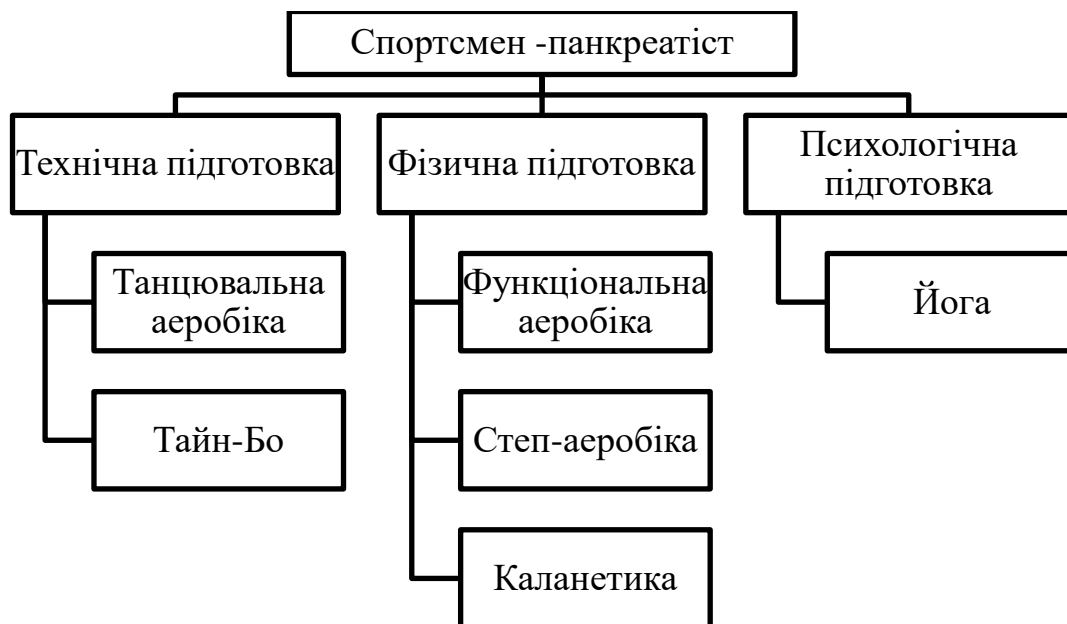 Спортсмен -панкреатіст
Технічна підготовка
Фізична підготовка
Психологічна
підготовка
Танцювальна
аеробіка
Функціональна
аеробіка
Йога
Тайн-Бо
Степ-аеробіка
Каланетика